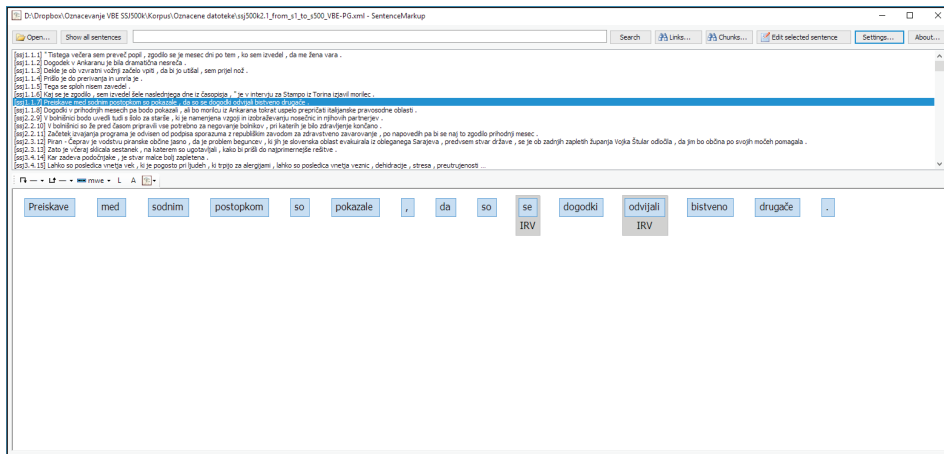 D:\Dropbox\Oznacevanje VBE SSJ500k\Korpus\Oznacene datoteke\ssj500k2.1_from_s1_to_s500_VBE-PG.xml - SentenceMarkup
Open... Show all sentences Search Links... Chunks... Edit selected sentence Settings... About...
[ssj1.1.1] " Tistega večera sem preveč popil , zgodilo se je mesec dni po tem , ko sem izvedel , da me žena vara .
[ssj1.1.2] Dogodek v Ankaranu je bila dramatična nesreča .
[ssj1.1.3] Dekle je ob vzvratni vožnji začelo vpiti , da bi jo utišal , sem prijel nož .
[ssj1.1.4] Prišlo je do prerivanja in umrla je .
[ssj1.1.5] Tega se sploh nisem zavedel .
[ssj1.1.6] Kaj se je zgodilo , sem izvedel šele naslednjega dne iz časopisja , " je v intervju za Stampo iz Torina izjavil morilec .
[ssj1.1.7] Preiskave med sodnim postopkom so pokazale , da so se dogodki odvijali bistveno drugače .
[ssj1.1.8] Dogodki v prihodnjih mesecih pa bodo pokazali , ali bo morilcu iz Ankarana tokrat uspelo prepričati italijanske pravosodne oblasti .
[ssj2.2.9] V bolnišnici bodo uvedli tudi s šolo za starše , ki je namenjena vzgoji in izobraževanju nosečnic in njihovih partnerjev .
[ssj2.2.10] V bolnišnici so že pred časom pripravili vse potrebno za negovanje bolnikov , pri katerih je bilo zdravljenje končano .
[ssj2.2.11] Začetek izvajanja programa je odvisen od podpisa sporazuma z republiškim zavodom za zdravstveno zavarovanje , po napovedih pa bi se naj to zgodilo prihodnji mesec .
[ssj2.3.12] Piran - Čeprav je vodstvu piranske občine jasno , da je problem beguncev , ki jih je slovenska oblast evakuirala iz obleganega Sarajeva , predvsem stvar države , se je ob zadnjih zapletih županja Vojka Štular odločila , da jim bo občina po svojih močeh pomagala .
[ssj2.3.13] Zato je včeraj sklicala sestanek , na katerem so ugotavljali , kako bi prišli do najprimernejše rešitve .
[ssj3.4.14] Kar zadeva podočnjake , je stvar malce bolj zapletena .
[ssj3.4.15] Lahko so posledica vnetja vek , ki je pogosto pri ljudeh , ki trpijo za alergijami , lahko so posledica vnetja veznic , dehidracije , stresa , preutrujenosti ...
mwe L A
Preiskave med sodnim postopkom so pokazale , da so se dogodki odvijali bistveno drugače .
IRV IRV